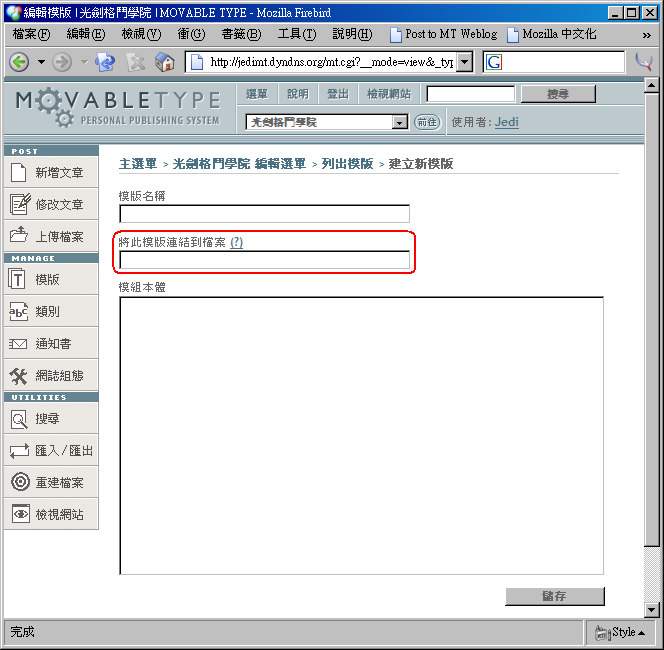 編輯模版 | 光劍格鬥學院 | MOVABLE TYPE - Mozilla Firebird
檔案(F) 編輯(E) 檢視(V) 衝(G) 書籤(B) 工具(T) 說明(H) Post to MT Weblog Mozilla 中文化 »
http://jedimt.dyndns.org/mt.cgi?__mode=view&_typ
G
MOVABLETYPE
PERSONAL PUBLISHING SYSTEM
選單 說明 登出 檢視網站 搜尋
光劍格鬥學院 前往 使用者: Jedi
POST
新增文章
修改文章
上傳檔案
MANAGE
模版
類別
通知書
網誌組態
UTILITIES
搜尋
匯入/匯出
重建檔案
檢視網站
主選單 > 光劍格鬥學院 編輯選單 > 列出模版 > 建立新模版
模版名稱
將此模版連結到檔案 (?)
模組本體
儲存
完成
Style